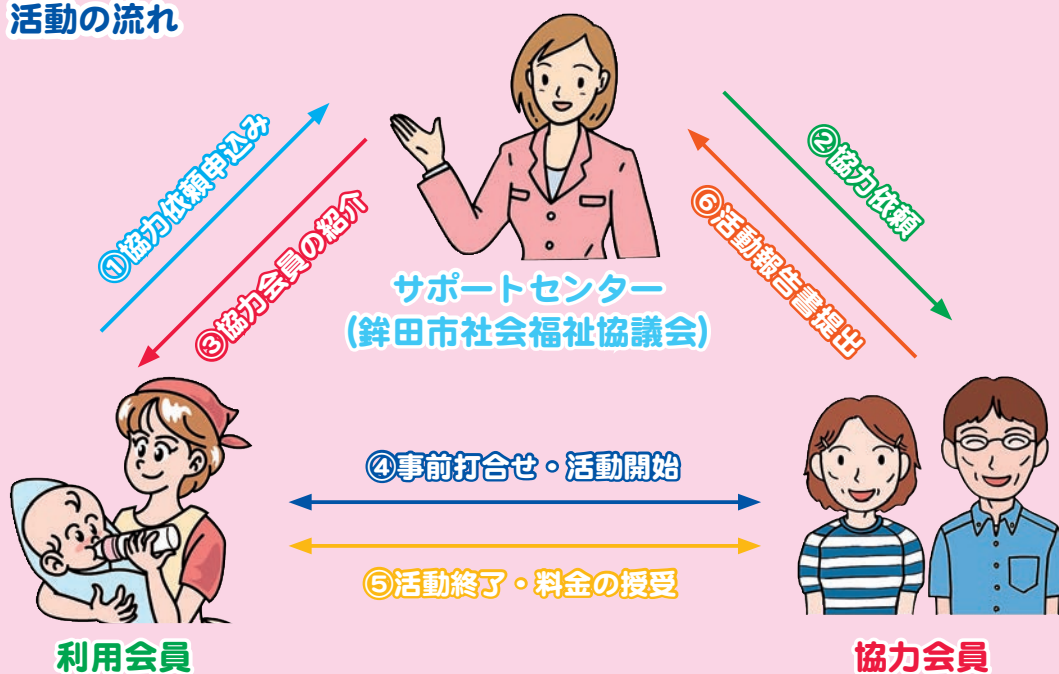 活動の流れ
①協力依頼申込み
②協力依頼
③協力会員の紹介
⑥活動報告書提出
サポートセンター
(鉾田市社会福祉協議会)
④事前打合せ・活動開始
⑤活動終了・料金の授受
利用会員
協力会員